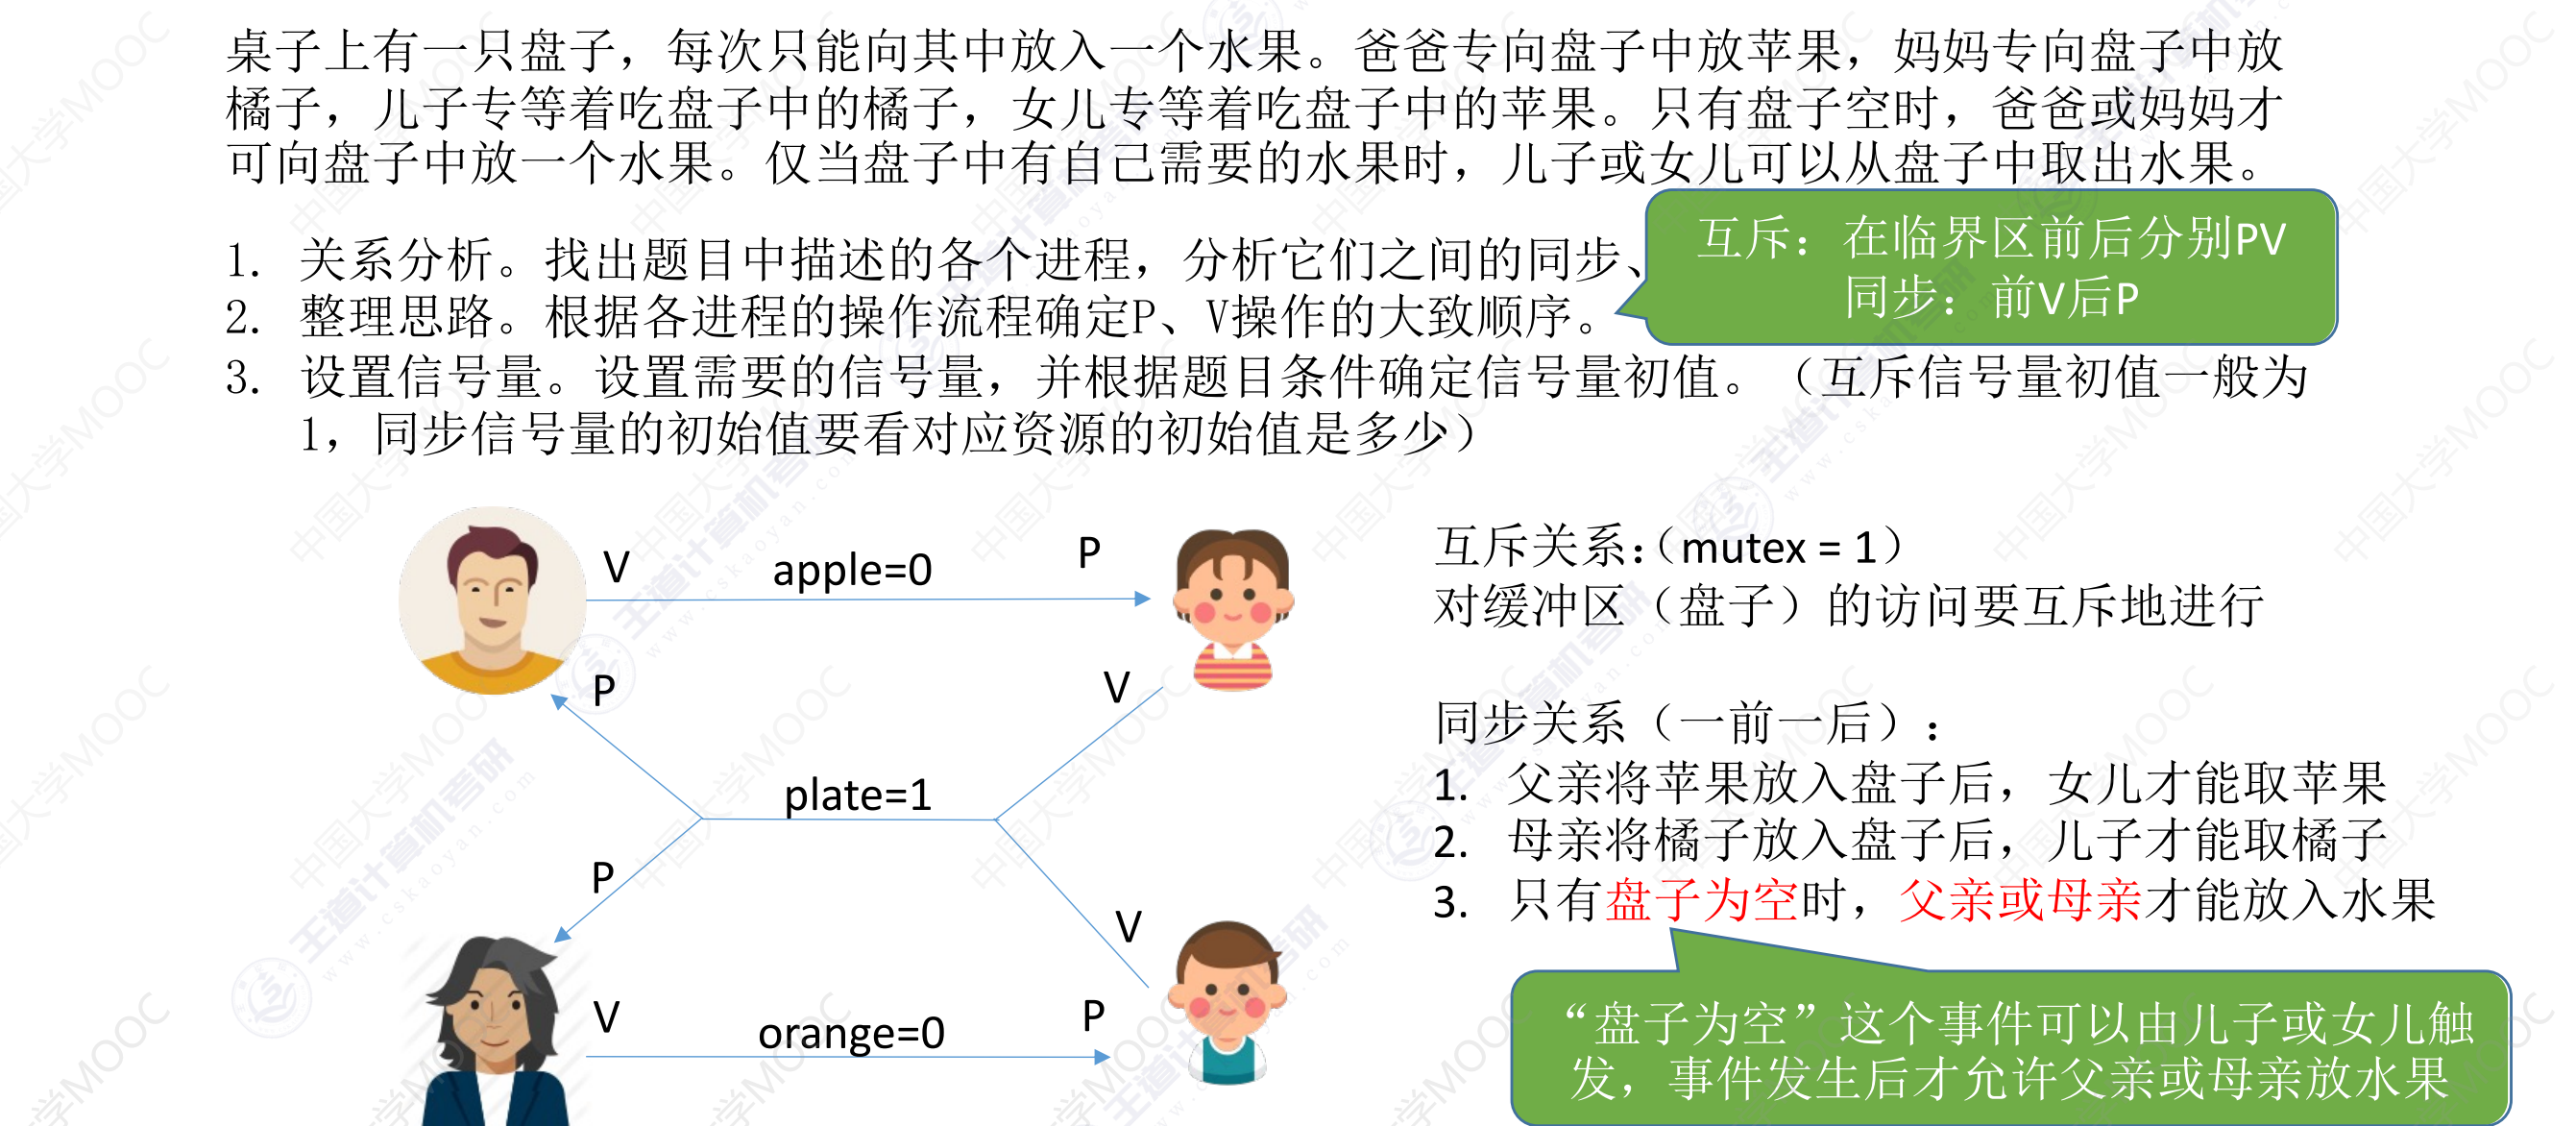 桌子上有一只盘子，每次只能向其中放入一个水果。爸爸专向盘子中放苹果，妈妈专向盘子中放
橘子，儿子专等着吃盘子中的橘子，女儿专等着吃盘子中的苹果。只有盘子空时，爸爸或妈妈才
可向盘子中放一个水果。仅当盘子中有自己需要的水果时，儿子或女儿可以从盘子中取出水果。
1. 关系分析。找出题目中描述的各个进程，分析它们之间的同步、
2. 整理思路。根据各进程的操作流程确定P、V操作的大致顺序。
3. 设置信号量。设置需要的信号量，并根据题目条件确定信号量初值。（互斥信号量初值一般为
1，同步信号量的初始值要看对应资源的初始值是多少）
互斥：在临界区前后分别PV
同步：前V后P
V
apple=0
P
P
V
plate=1
P
V
V
orange=0
P
互斥关系：（mutex = 1）
对缓冲区（盘子）的访问要互斥地进行
同步关系（一前一后）：
1. 父亲将苹果放入盘子后，女儿才能取苹果
2. 母亲将橘子放入盘子后，儿子才能取橘子
3. 只有盘子为空时，父亲或母亲才能放入水果
“盘子为空”这个事件可以由儿子或女儿触
发，事件发生后才允许父亲或母亲放水果
中国大学MOOC
王道计算机考研
www.cskaoyan.com